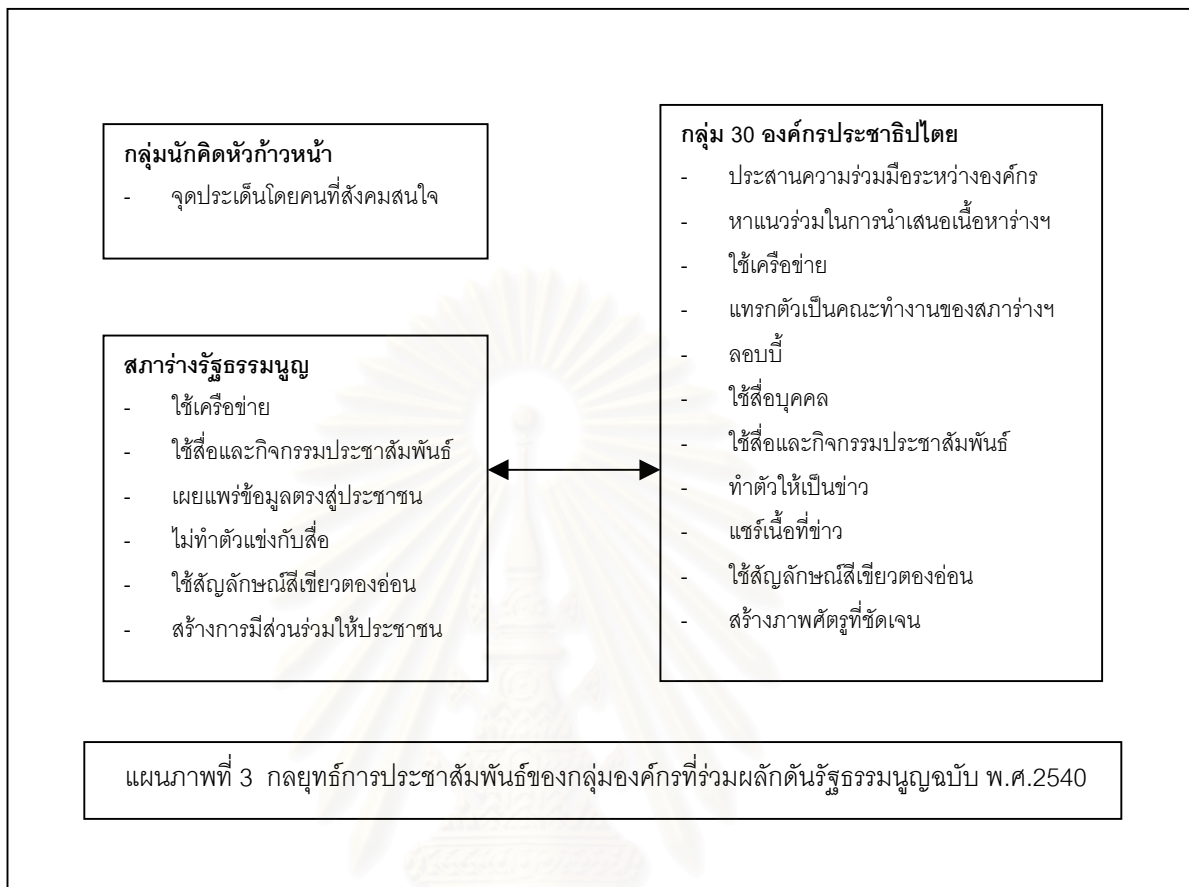 กลุ่มนักคิดหัวก้าวหน้า
- จุดประเด็นโดยคนที่สังคมสนใจ
สภาร่างรัฐธรรมนูญ
- ใช้เครือข่าย
- ใช้สื่อและกิจกรรมประชาสัมพันธ์
- เผยแพร่ข้อมูลตรงสู่ประชาชน
- ไม่ทำตัวแข่งกับสื่อ
- ใช้สัญลักษณ์สีเขียวตองอ่อน
- สร้างการมีส่วนร่วมให้ประชาชน
กลุ่ม 30 องค์กรประชาธิปไตย
- ประสานความร่วมมือระหว่างองค์กร
- หาแนวร่วมในการนำเสนอเนื้อหาร่างฯ
- ใช้เครือข่าย
- แทรกตัวเป็นคณะทำงานของสภาร่างฯ
- ลอบบี้
- ใช้สื่อบุคคล
- ใช้สื่อและกิจกรรมประชาสัมพันธ์
- ทำตัวให้เป็นข่าว
- แชร์เนื้อที่ข่าว
- ใช้สัญลักษณ์สีเขียวตองอ่อน
- สร้างภาพศัตรูที่ชัดเจน
แผนภาพที่ 3 กลยุทธ์การประชาสัมพันธ์ของกลุ่มองค์กรที่ร่วมผลักดันรัฐธรรมนูญฉบับ พ.ศ.2540